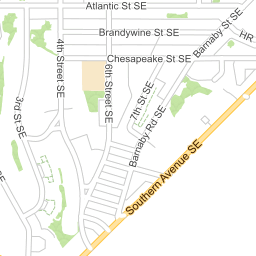 Atlantic St SE
Brandywine St SE
Chesapeake St SE
Barnaby St SE
HR
4th Street SE
6th Street SE
7th St SE
3rd St SE
Barnaby Rd SE
Southern Avenue SE
SE